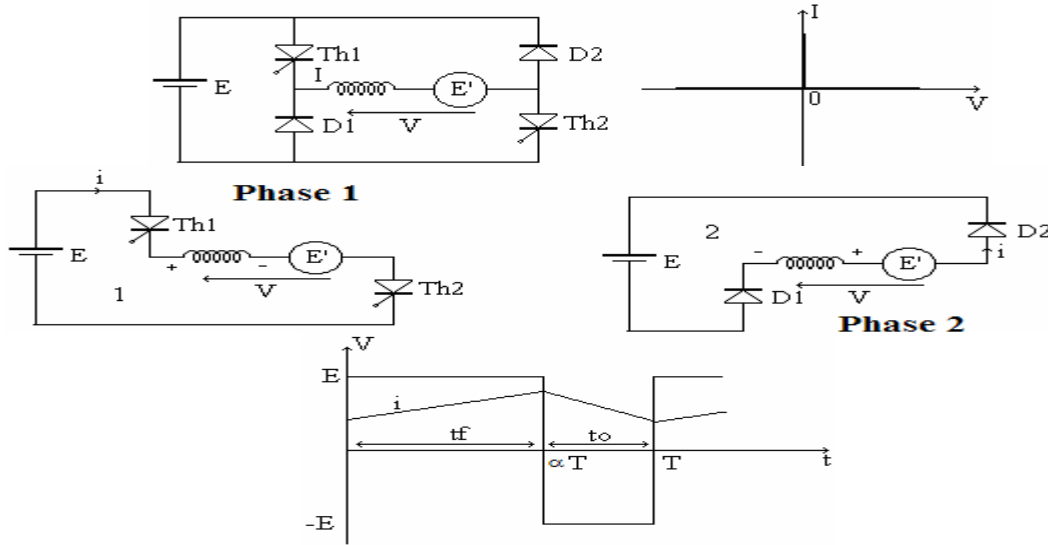 I
Th1
D2
E
I
E'
0
V
D1
V
Th2
i
Phase 1
Th1
E
E'
+
-
V
1
Th2
2
D2
-
+
E
E'
i
D1
V
Phase 2
V
E
i
tf
to
αT
T
t
-E